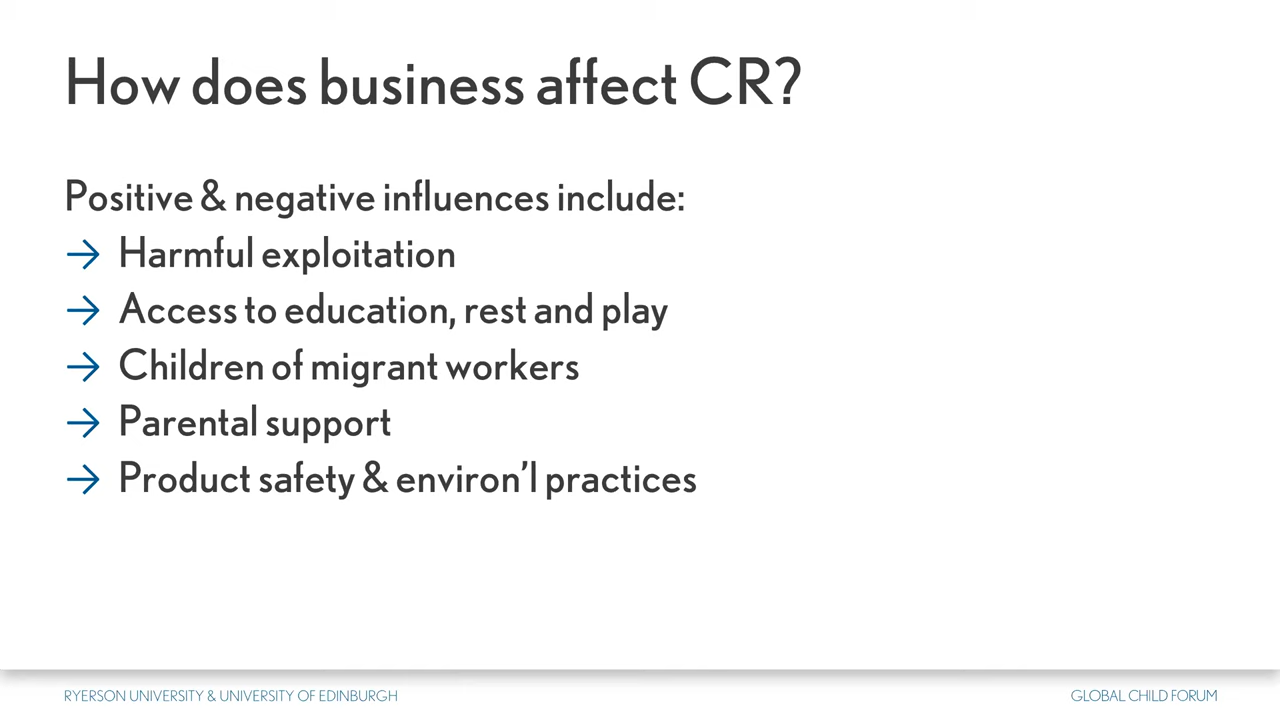 How does business affect CR?
Positive & negative influences include:
→ Harmful exploitation
→ Access to education, rest and play
→ Children of migrant workers
→ Parental support
→ Product safety & environ’l practices
RYERSON UNIVERSITY & UNIVERSITY OF EDINBURGH
GLOBAL CHILD FORUM